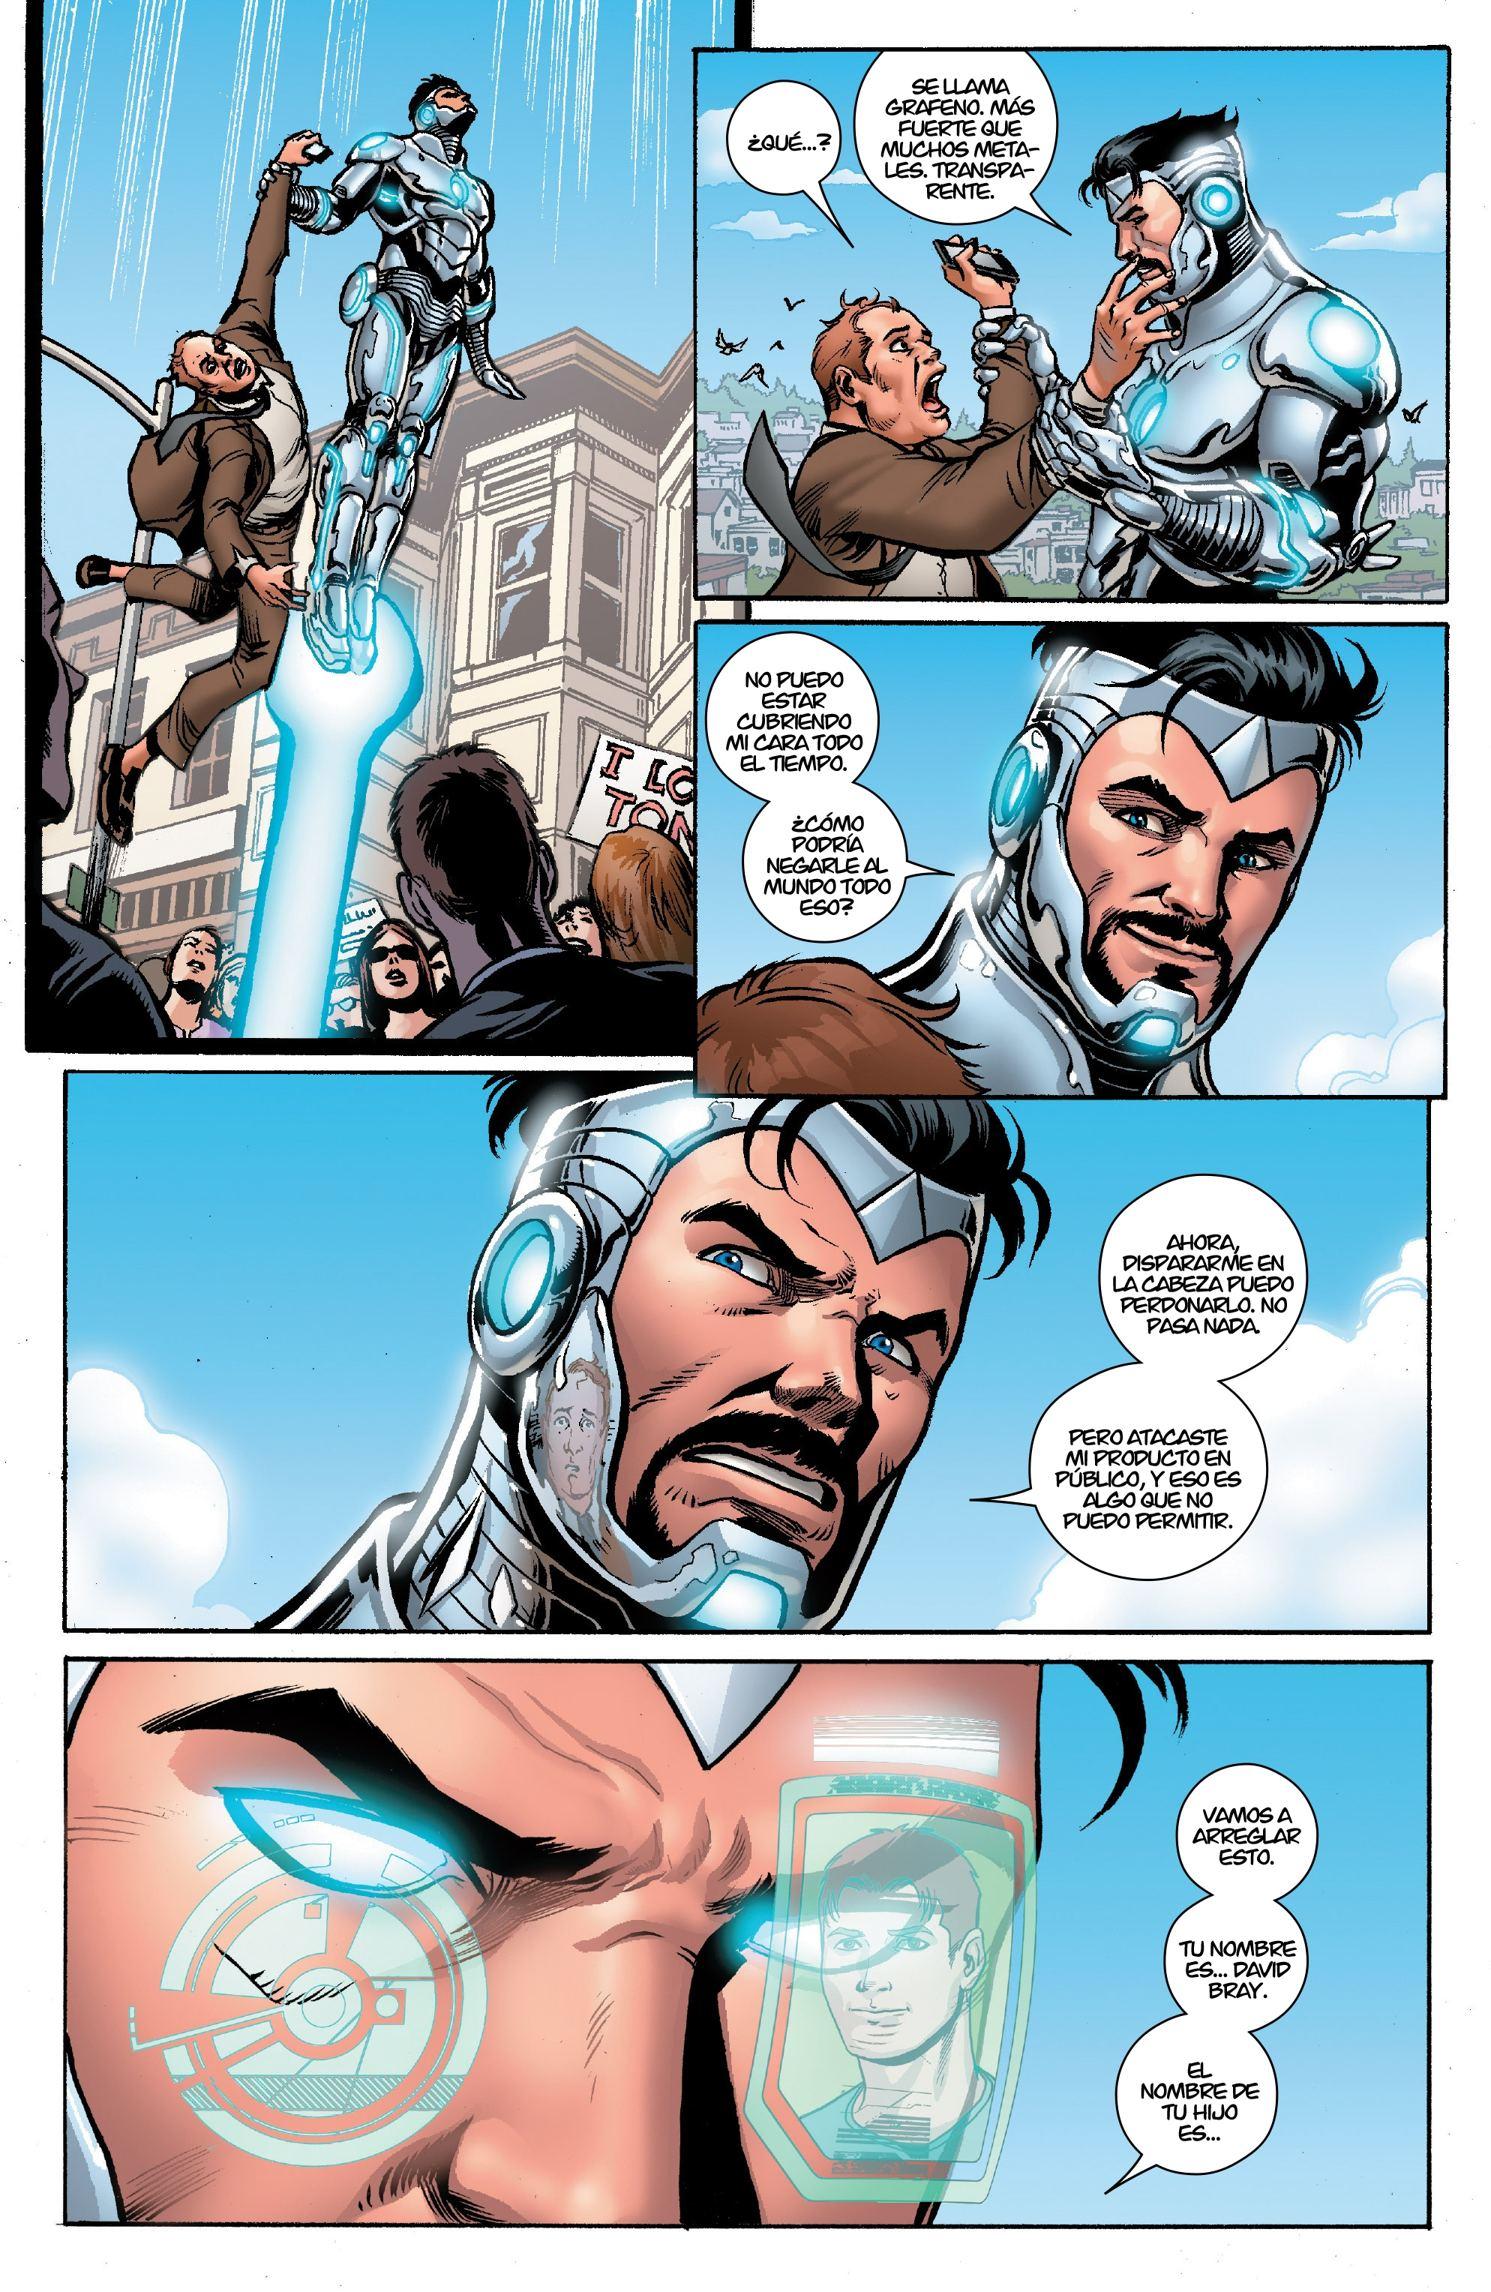 I LO
TON
¿QUÉ...?
SE LLAMA
GRAFENO. MÁS
FUERTE QUE
MUCHOS META-
LES. TRANSPA-
RENTE.
NO PUEDO
ESTAR
CUBRIENDO
MI CARA TODO
EL TIEMPO.
¿CÓMO
PODRÍA
NEGARLE AL
MUNDO TODO
ESO?
AHORA,
DISPARARME EN
LA CABEZA PUEDO
PERDONARLO. NO
PASA NADA.
PERO ATACASTE
MI PRODUCTO EN
PÚBLICO, Y ESO ES
ALGO QUE NO
PUEDO PERMITIR.
VAMOS A
ARREGLAR
ESTO.
TU NOMBRE
ES... DAVID
BRAY.
EL
NOMBRE DE
TU HIJO
ES...